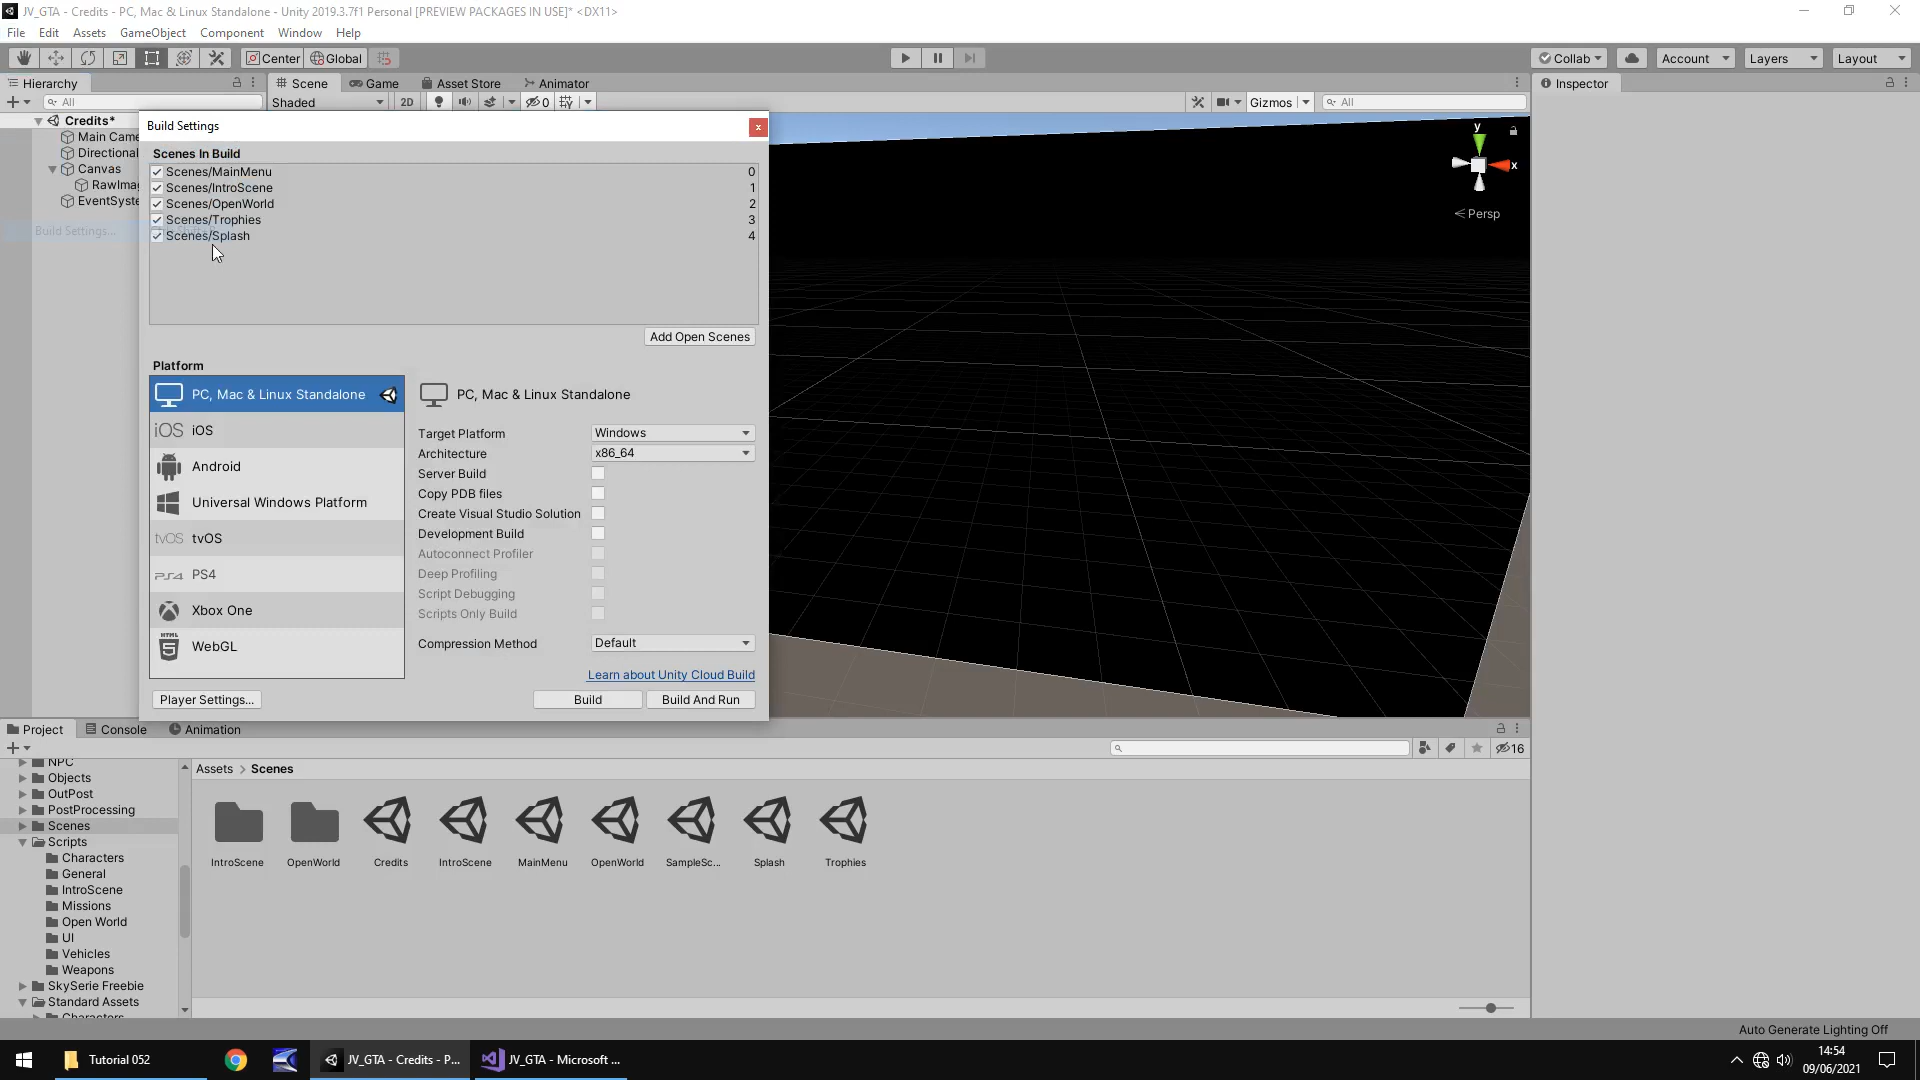 JV_GTA - Credits - PC, Mac & Linux Standalone - Unity 2019.3.7f1 Personal [PREVIEW PACKAGES IN USE]* <DX11>
File Edit Assets GameObject Component Window Help
Center Global Collab Account Layers Layout
Hierarchy Scene Game Asset Store Animator Inspector
All Shaded 2D 0 Gizmos All
Credits*
Main Came
Directional
Canvas
RawImag
EventSyste
Build Settings...
Build Settings
x
Scenes In Build
Scenes/MainMenu 0
Scenes/IntroScene 1
Scenes/OpenWorld 2
Scenes/Trophies 3
Scenes/Splash 4
Add Open Scenes
Platform
PC, Mac & Linux Standalone
iOS iOS
Android
Universal Windows Platform
tvOS tvOS
PS4 PS4
Xbox One
HTML 5 WebGL
PC, Mac & Linux Standalone
Target Platform Windows
Architecture x86_64
Server Build
Copy PDB files
Create Visual Studio Solution
Development Build
Autoconnect Profiler
Deep Profiling
Script Debugging
Scripts Only Build
Compression Method Default
Learn about Unity Cloud Build
Player Settings... Build Build And Run
y
x
< Persp
Project Console Animation
16
NPC
Objects
OutPost
PostProcessing
Scenes
Scripts
Characters
General
IntroScene
Missions
Open World
UI
Vehicles
Weapons
SkySerie Freebie
Standard Assets
Characters
Assets > Scenes
IntroScene OpenWorld Credits IntroScene MainMenu OpenWorld SampleSc... Splash Trophies
Auto Generate Lighting Off
Tutorial 052 JV_GTA - Credits - P... JV_GTA - Microsoft ...
14:54
09/06/2021